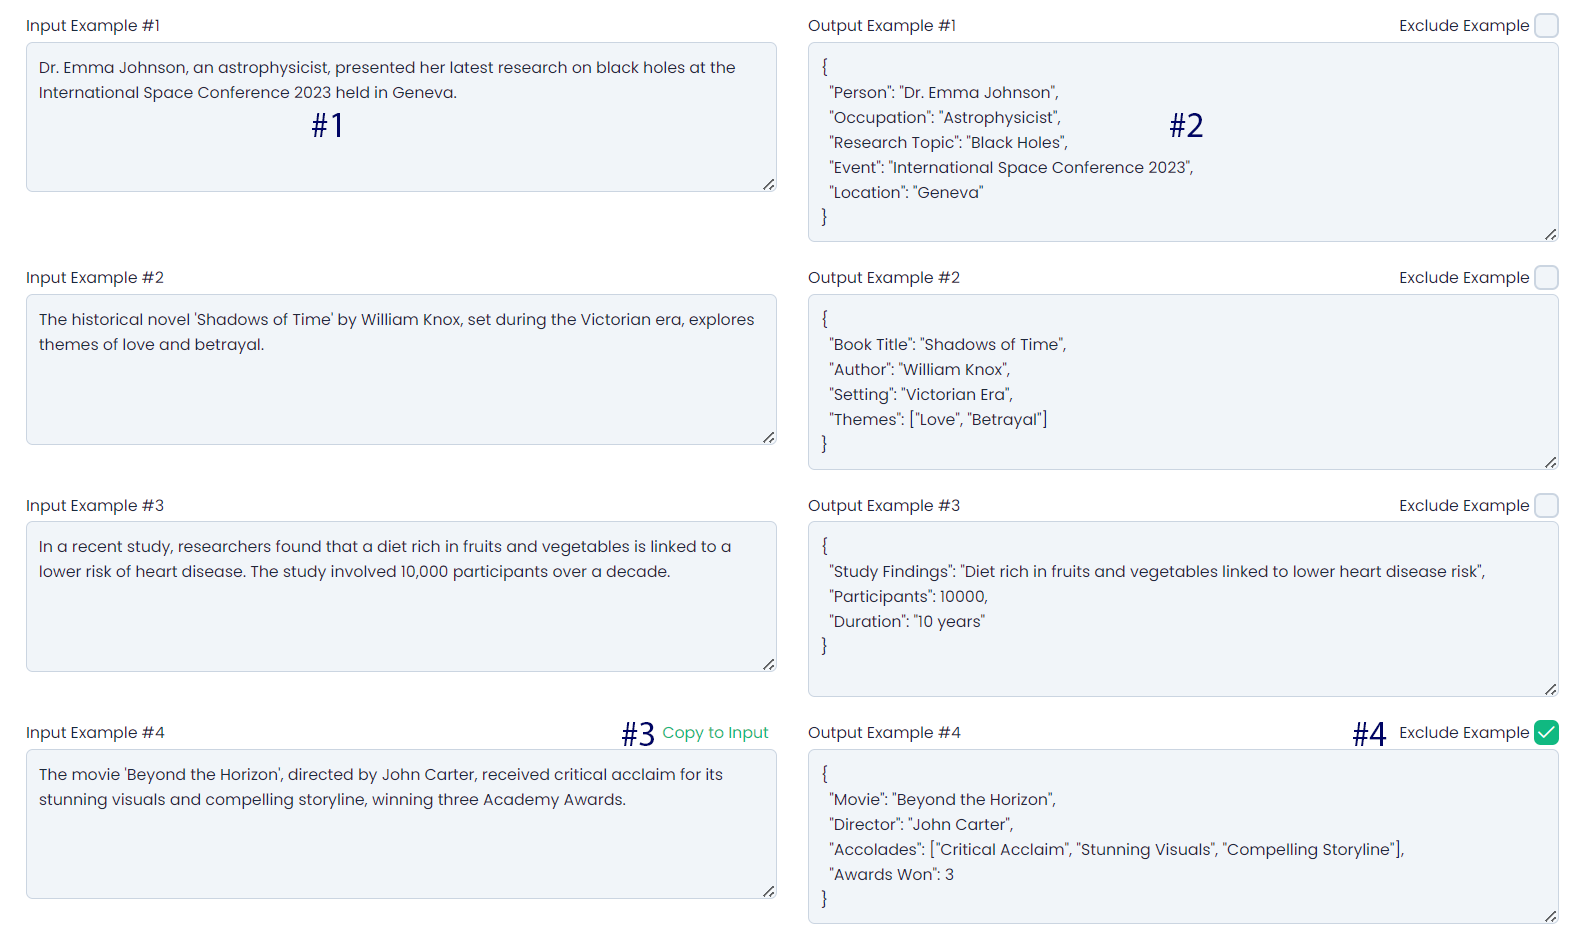 Input Example #1
Output Example #1
Exclude Example
Dr. Emma Johnson, an astrophysicist, presented her latest research on black holes at the
International Space Conference 2023 held in Geneva.
#1
{
"Person": "Dr. Emma Johnson",
"Occupation": "Astrophysicist",
"Research Topic": "Black Holes",
"Event": "International Space Conference 2023",
"Location": "Geneva"
}
#2
Input Example #2
Output Example #2
Exclude Example
The historical novel 'Shadows of Time' by William Knox, set during the Victorian era, explores
themes of love and betrayal.
{
"Book Title": "Shadows of Time",
"Author": "William Knox",
"Setting": "Victorian Era",
"Themes": ["Love", "Betrayal"]
}
Input Example #3
Output Example #3
Exclude Example
In a recent study, researchers found that a diet rich in fruits and vegetables is linked to a
lower risk of heart disease. The study involved 10,000 participants over a decade.
{
"Study Findings": "Diet rich in fruits and vegetables linked to lower heart disease risk",
"Participants": 10000,
"Duration": "10 years"
}
Input Example #4
#3 Copy to Input
Output Example #4
#4 Exclude Example
The movie 'Beyond the Horizon', directed by John Carter, received critical acclaim for its
stunning visuals and compelling storyline, winning three Academy Awards.
{
"Movie": "Beyond the Horizon",
"Director": "John Carter",
"Accolades": ["Critical Acclaim", "Stunning Visuals", "Compelling Storyline"],
"Awards Won": 3
}